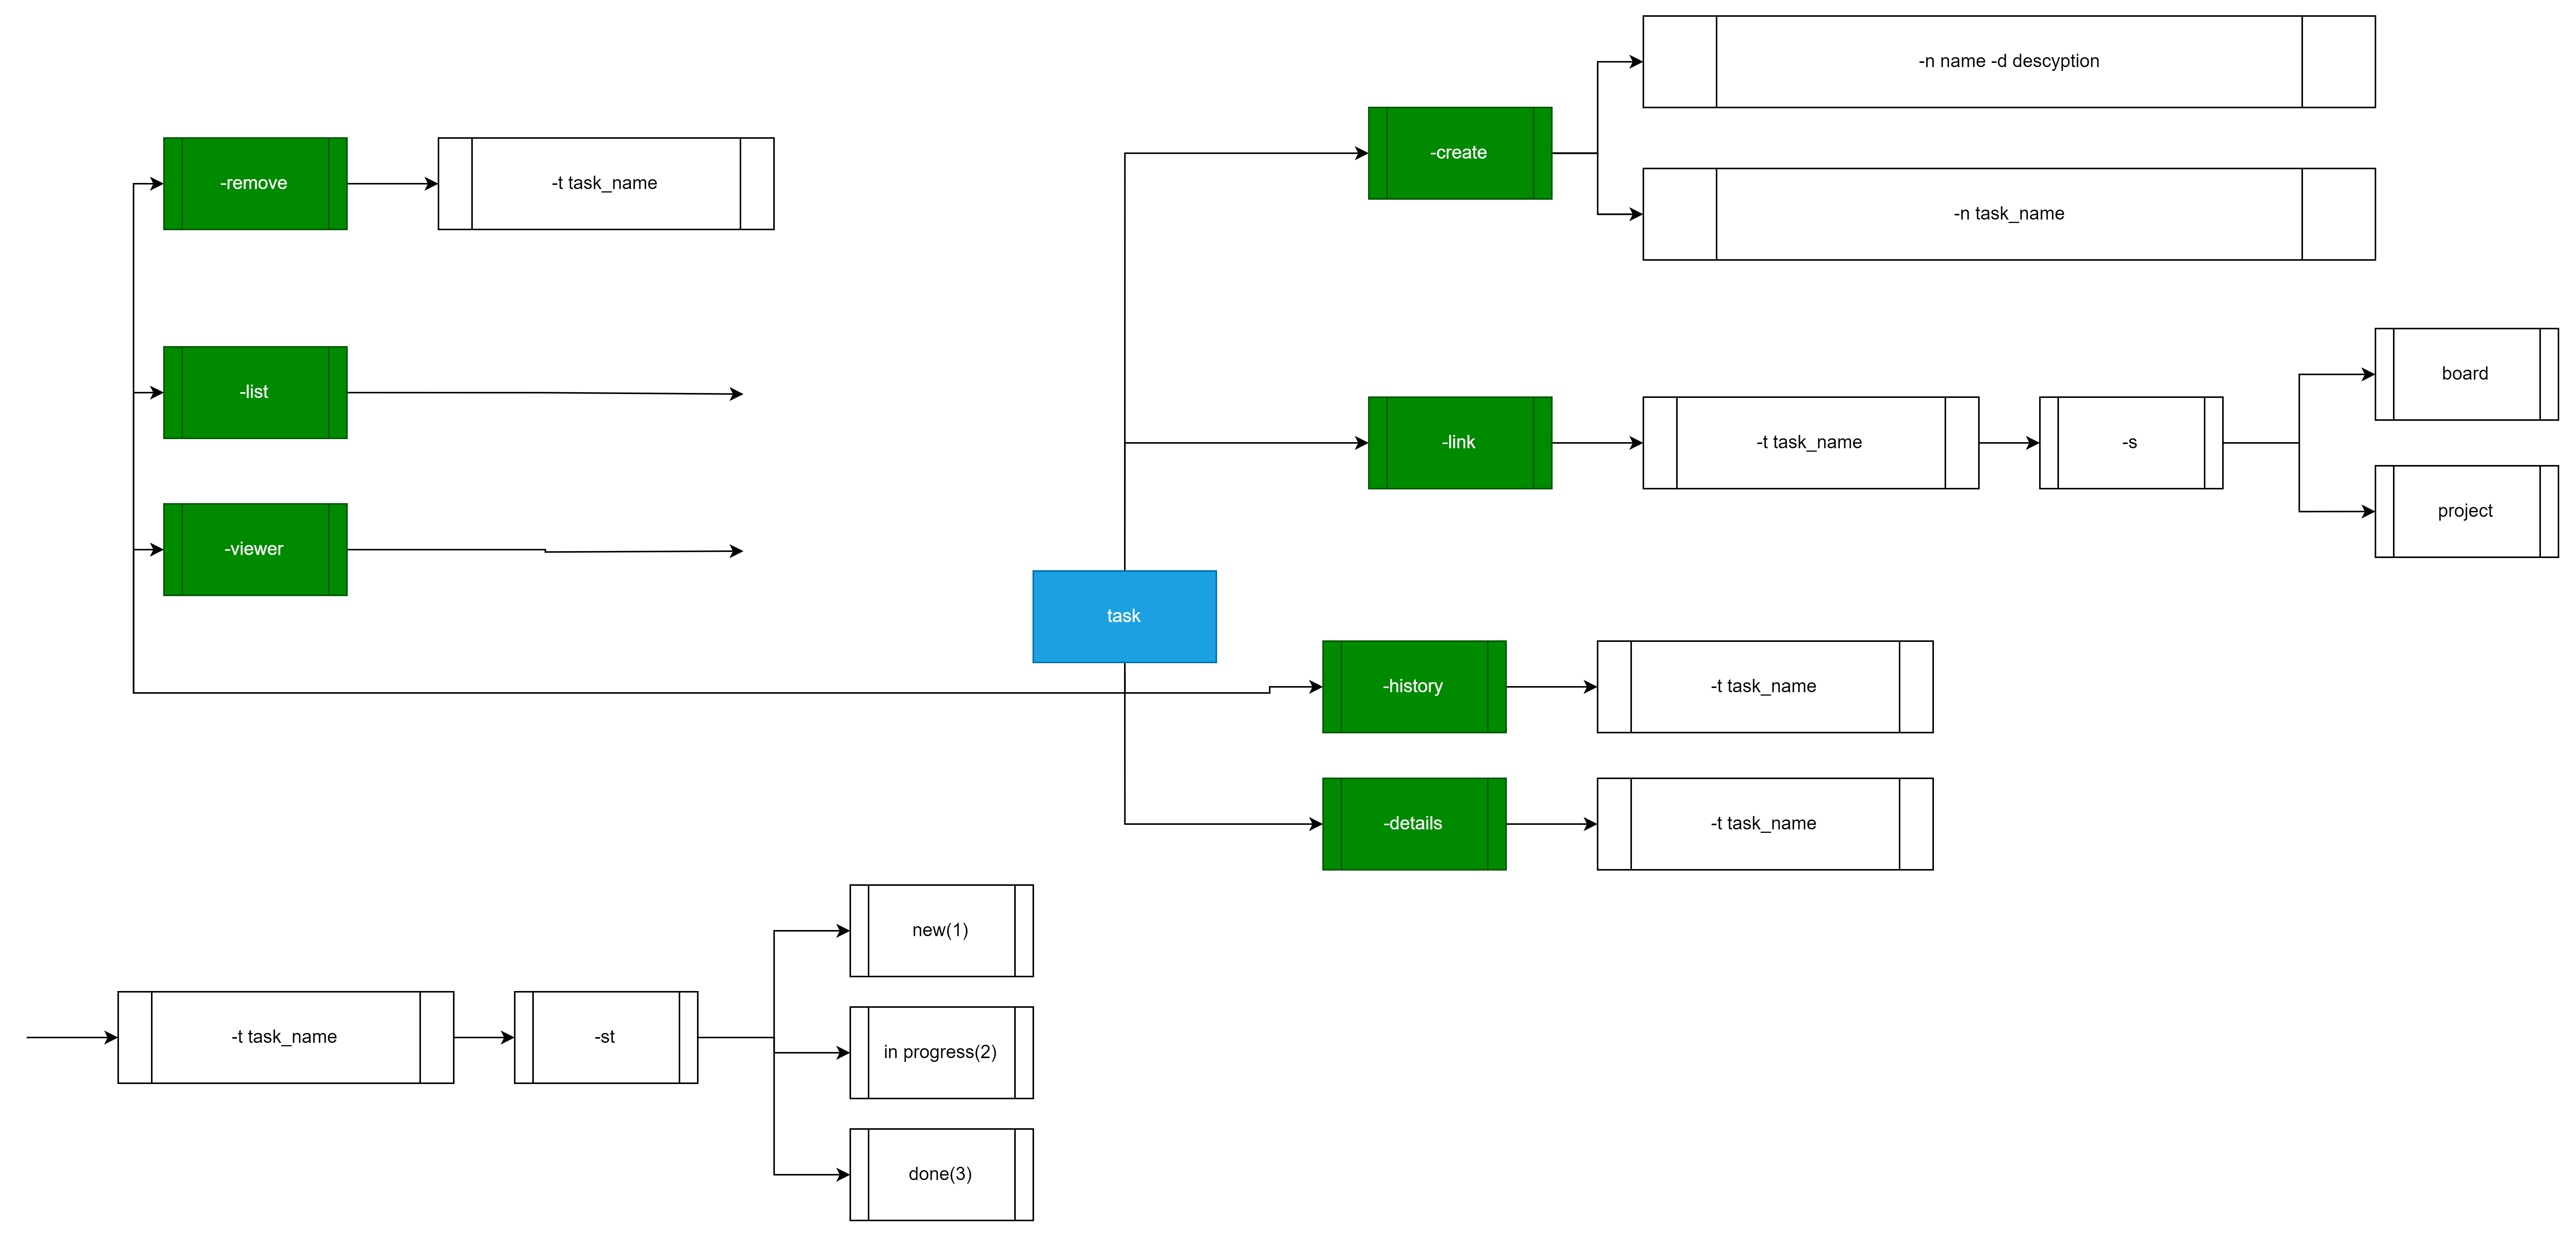 -n name -d descyption
-create
-remove
-t task_name
-n task_name
board
-list
-link
-t task_name
-s
project
-viewer
task
-history
-t task_name
-details
-t task_name
new(1)
-t task_name
-st
in progress(2)
done(3)